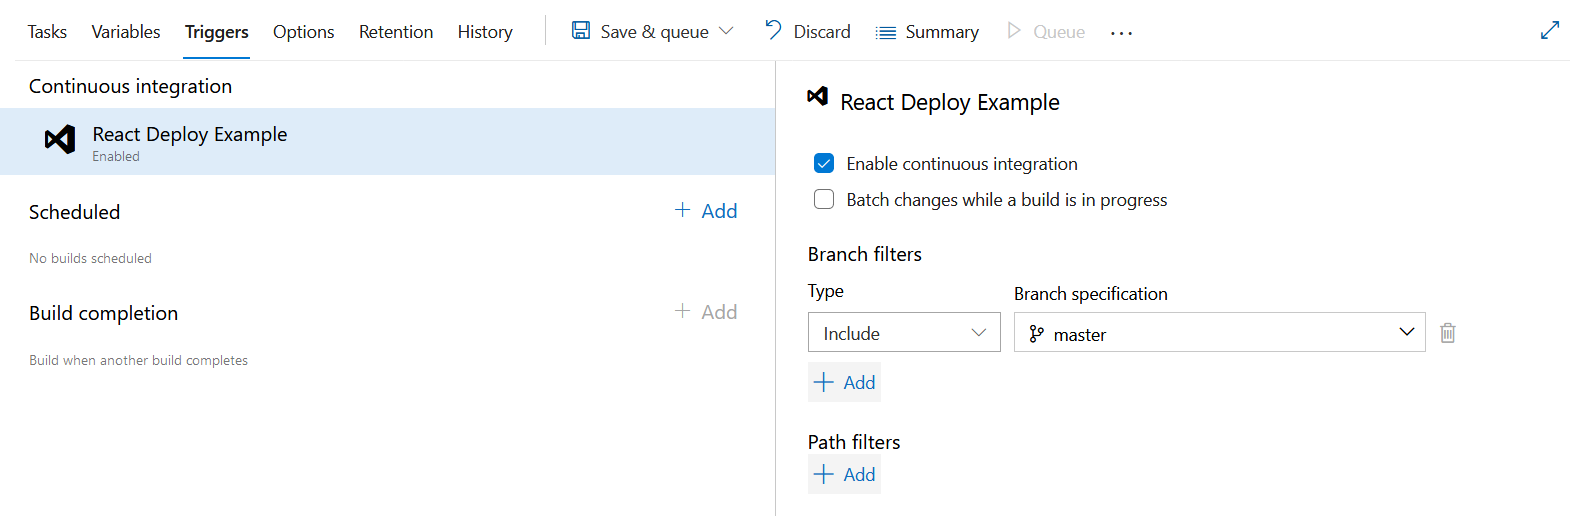 Tasks Variables Triggers Options Retention History Save & queue Discard Summary Queue ...
Continuous integration
React Deploy Example
Enabled
Scheduled + Add
No builds scheduled
Build completion + Add
Build when another build completes
React Deploy Example
Enable continuous integration
Batch changes while a build is in progress
Branch filters
Type Branch specification
Include master
+ Add
Path filters
+ Add